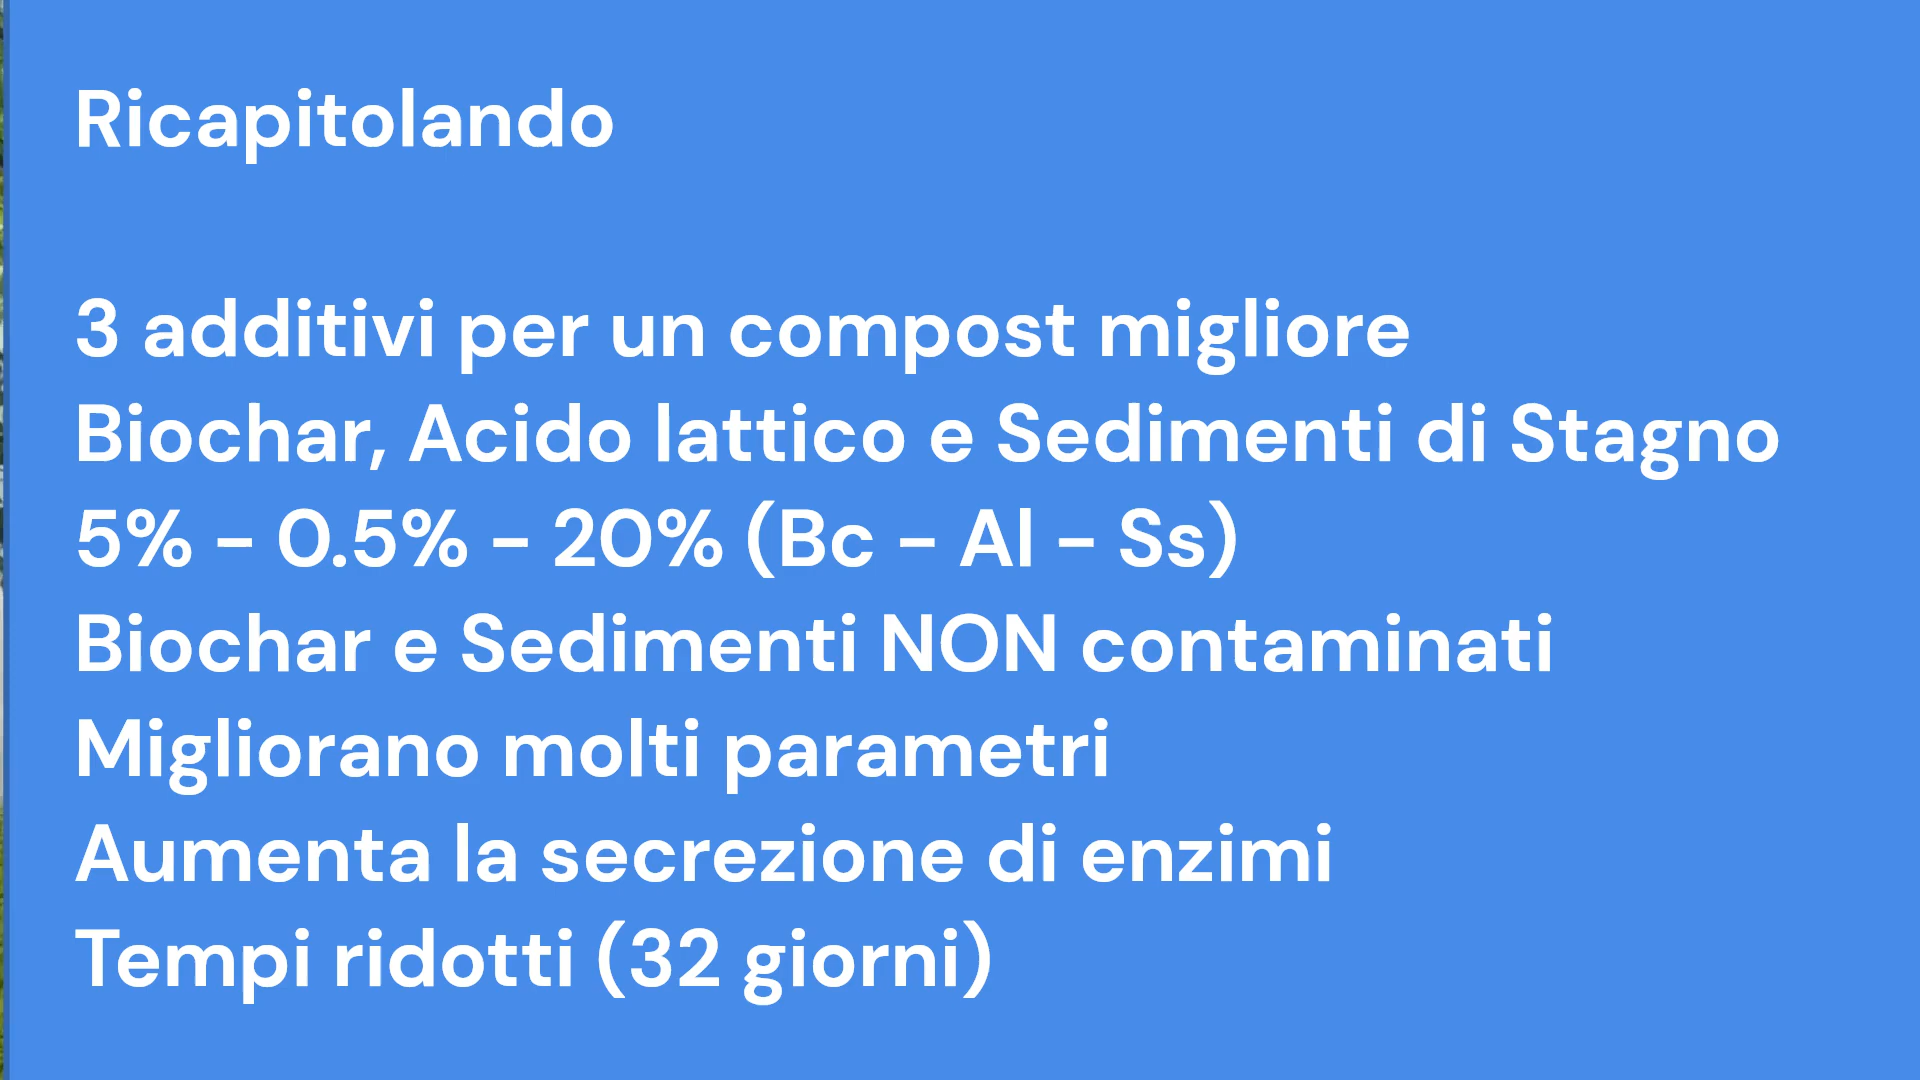 Ricapitolando
3 additivi per un compost migliore
Biochar, Acido lattico e Sedimenti di Stagno
5% - 0.5% - 20% (Bc - Al - Ss)
Biochar e Sedimenti NON contaminati
Migliorano molti parametri
Aumenta la secrezione di enzimi
Tempi ridotti (32 giorni)